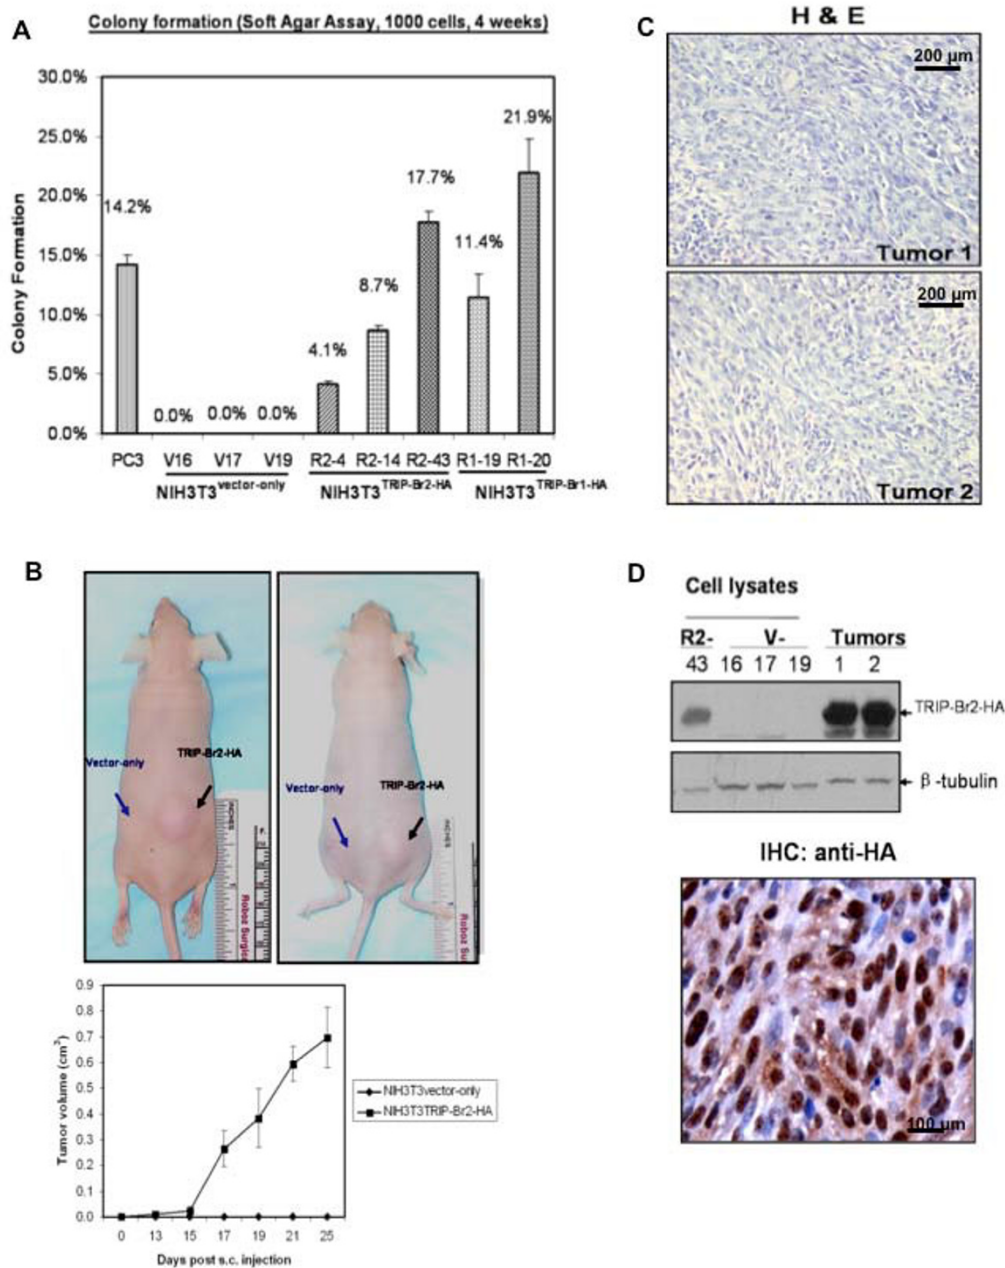 A
Colony formation (Soft Agar Assay, 1000 cells, 4 weeks)
30.0%
25.0%
20.0%
15.0%
10.0%
5.0%
0.0%
Colony Formation
14.2%
0.0%
0.0%
0.0%
4.1%
8.7%
17.7%
11.4%
21.9%
PC3 V16 V17 V19 R2-4 R2-14 R2-43 R1-19 R1-20
NIH3T3vector-only NIH3T3TRIP-Br2-HA NIH3T3TRIP-Br1-HA
C
H & E
200 µm
Tumor 1
200 µm
Tumor 2
B
Vector-only
TRIP-Br2-HA
INCHES
Roboz Surgic
Vector-only
TRIP-Br2-HA
INCHES
Roboz Su
0.9
0.8
0.7
0.6
0.5
0.4
0.3
0.2
0.1
0.0
Tumor volume (cm3)
0 13 15 17 19 21 25
Days post s.c. injection
NIH3T3vector-only
NIH3T3TRIP-Br2-HA
D
Cell lysates
R2- V- Tumors
43 16 17 19 1 2
TRIP-Br2-HA
β-tubulin
IHC: anti-HA
100 µm